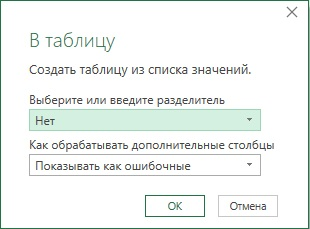 В таблицу
Создать таблицу из списка значений.
Выберите или введите разделитель
Нет
Как обрабатывать дополнительные столбцы
Показывать как ошибочные
ОК
Отмена